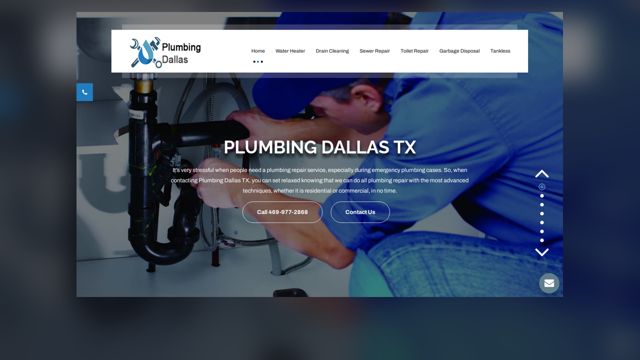 Plumbing
Dallas
Home Water Heater Drain Cleaning Sewer Repair Toilet Repair Garbage Disposal Tankless
PLUMBING DALLAS TX
It's very stressful when people need a plumbing repair service, especially during emergency plumbing cases. So, when
contacting Plumbing Dallas TX, you can set relaxed knowing that we can do all plumbing repair with the most advanced
techniques, whether it is residential or commercial, in no time.
Call 469-977-2868 Contact Us